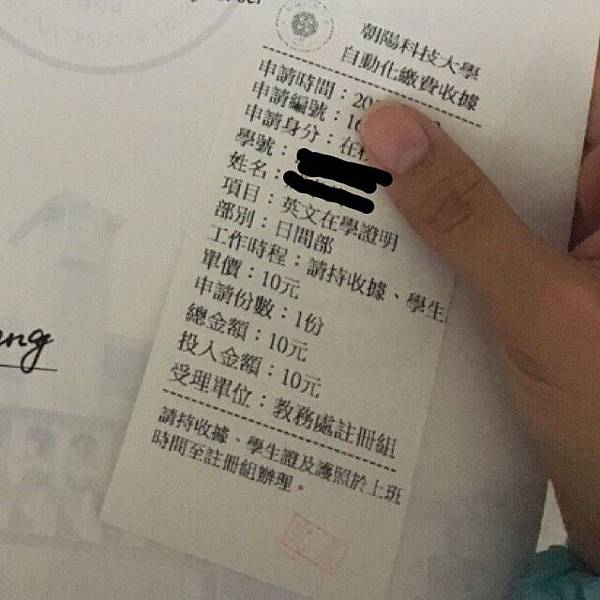 朝陽科技大學
自動化繳費收據
申請時間：20
申請編號：16
申請身分：在
學號：
姓名：
項目：英文在學證明
部別：日間部
工作時程：請持收據、學生
單價：10元
申請份數：1份
總金額：10元
投入金額：10元
受理單位：教務處註冊組
請持收據、學生證及護照於上班
時間至註冊組辦理。